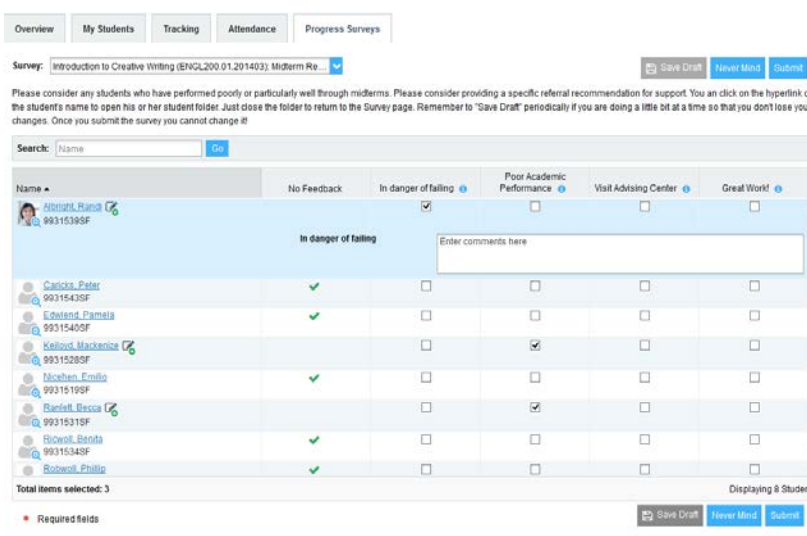 Overview My Students Tracking Attendance Progress Surveys
Survey: Introduction to Creative Writing (ENGL200.01.201403): Midterm Re...
Save Draft Never Mind Submit
Please consider any students who have performed poorly or particularly well through midterms. Please consider providing a specific referral recommendation for support. You an click on the hyperlink
the student's name to open his or her student folder. Just close the folder to return to the Survey page. Remember to "Save Draft" periodically if you are doing a little bit at a time so that you don't lose
changes. Once you submit the survey you cannot change it!
Search: Name Go
Name No Feedback In danger of failing Poor Academic Performance Visit Advising Center Great Work!
Albright, Randi
9931539SF
In danger of failing Enter comments here
Caricks, Peter
9931543SF
Edwiend, Pamela
9931540SF
Kelloyd, Mackenize
9931528SF
Nicehen, Emilio
9931519SF
Ranlett, Becca
9931531SF
Ricwoll, Benita
9931534SF
Robwoll, Phillip
Total items selected: 3 Displaying 8
Required fields
Save Draft Never Mind Submit